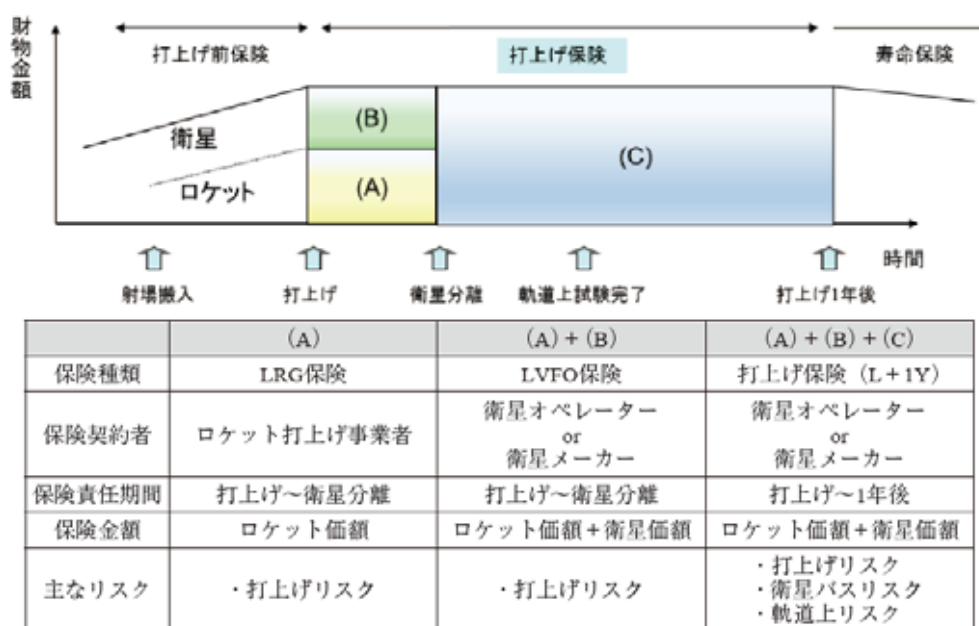 財物金額
打上げ前保険
打上げ保険
寿命保険
衛星
ロケット
(B)
(A)
(C)
時間
射場搬入
打上げ
衛星分離
軌道上試験完了
打上げ1年後
(A)
(A)+(B)
(A)+(B)+(C)
保険種類
LRG保険
LVFO保険
打上げ保険(L+1Y)
保険契約者
ロケット打上げ事業者
衛星オペレーター
or
衛星メーカー
衛星オペレーター
or
衛星メーカー
保険責任期間
打上げ~衛星分離
打上げ~衛星分離
打上げ~1年後
保険金額
ロケット価額
ロケット価額+衛星価額
ロケット価額+衛星価額
主なリスク
・打上げリスク
・打上げリスク
・打上げリスク
・衛星バスリスク
・軌道上リスク